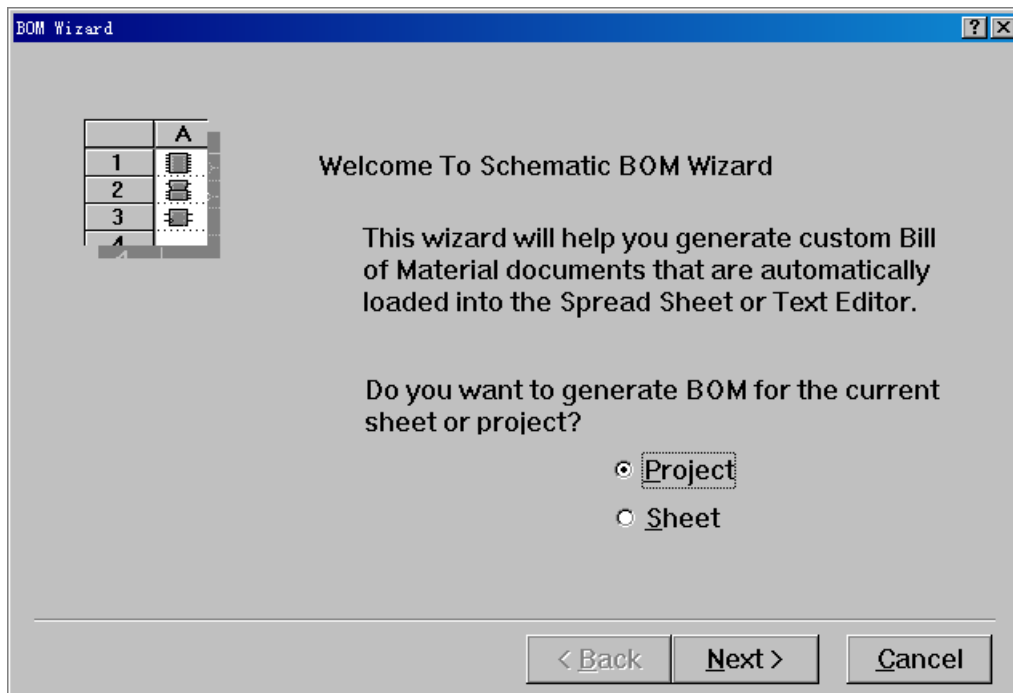 BOM Wizard
A
1
2
3
4
Welcome To Schematic BOM Wizard
This wizard will help you generate custom Bill
of Material documents that are automatically
loaded into the Spread Sheet or Text Editor.
Do you want to generate BOM for the current
sheet or project?
Project
Sheet
< Back
Next >
Cancel